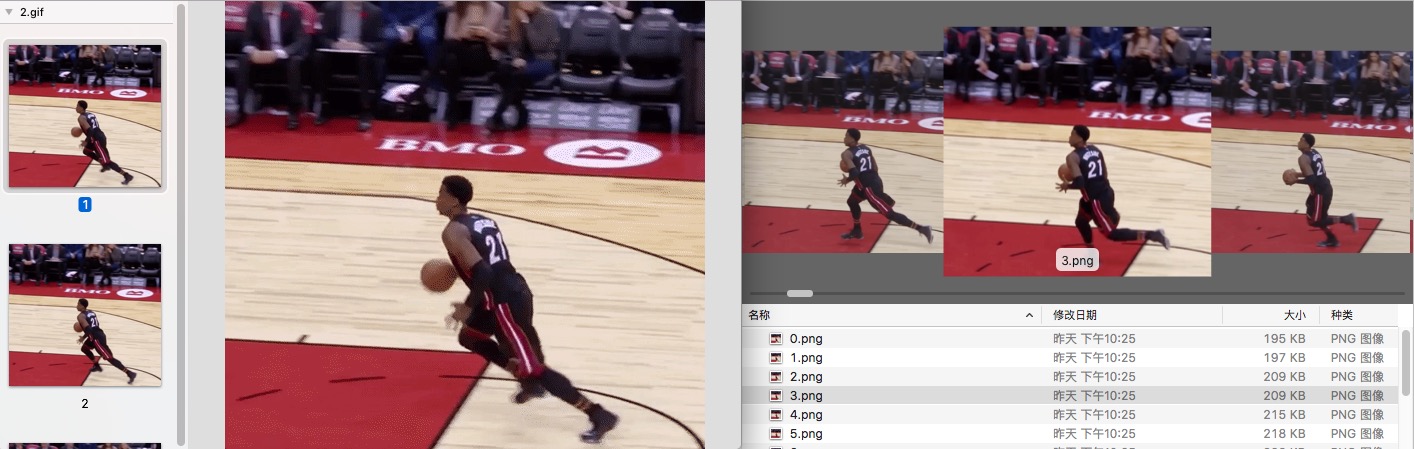 2.gif
BMO
1
BMO
2
BMO
21
21
21
3.png
名称 修改日期 大小 种类
0.png 昨天 下午10:25 195 KB PNG 图像
1.png 昨天 下午10:25 197 KB PNG 图像
2.png 昨天 下午10:25 209 KB PNG 图像
3.png 昨天 下午10:25 209 KB PNG 图像
4.png 昨天 下午10:25 215 KB PNG 图像
5.png 昨天 下午10:25 218 KB PNG 图像